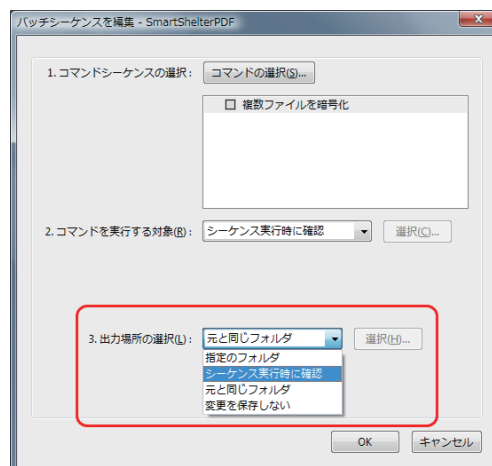 バッチシーケンスを編集 - SmartShelterPDF
1. コマンドシーケンスの選択：
コマンドの選択(S)...
複数ファイルを暗号化
2. コマンドを実行する対象(R)：
シーケンス実行時に確認
選択(C)...
3. 出力場所の選択(L)：
元と同じフォルダ
選択(H)...
指定のフォルダ
シーケンス実行時に確認
元と同じフォルダ
変更を保存しない
OK
キャンセル